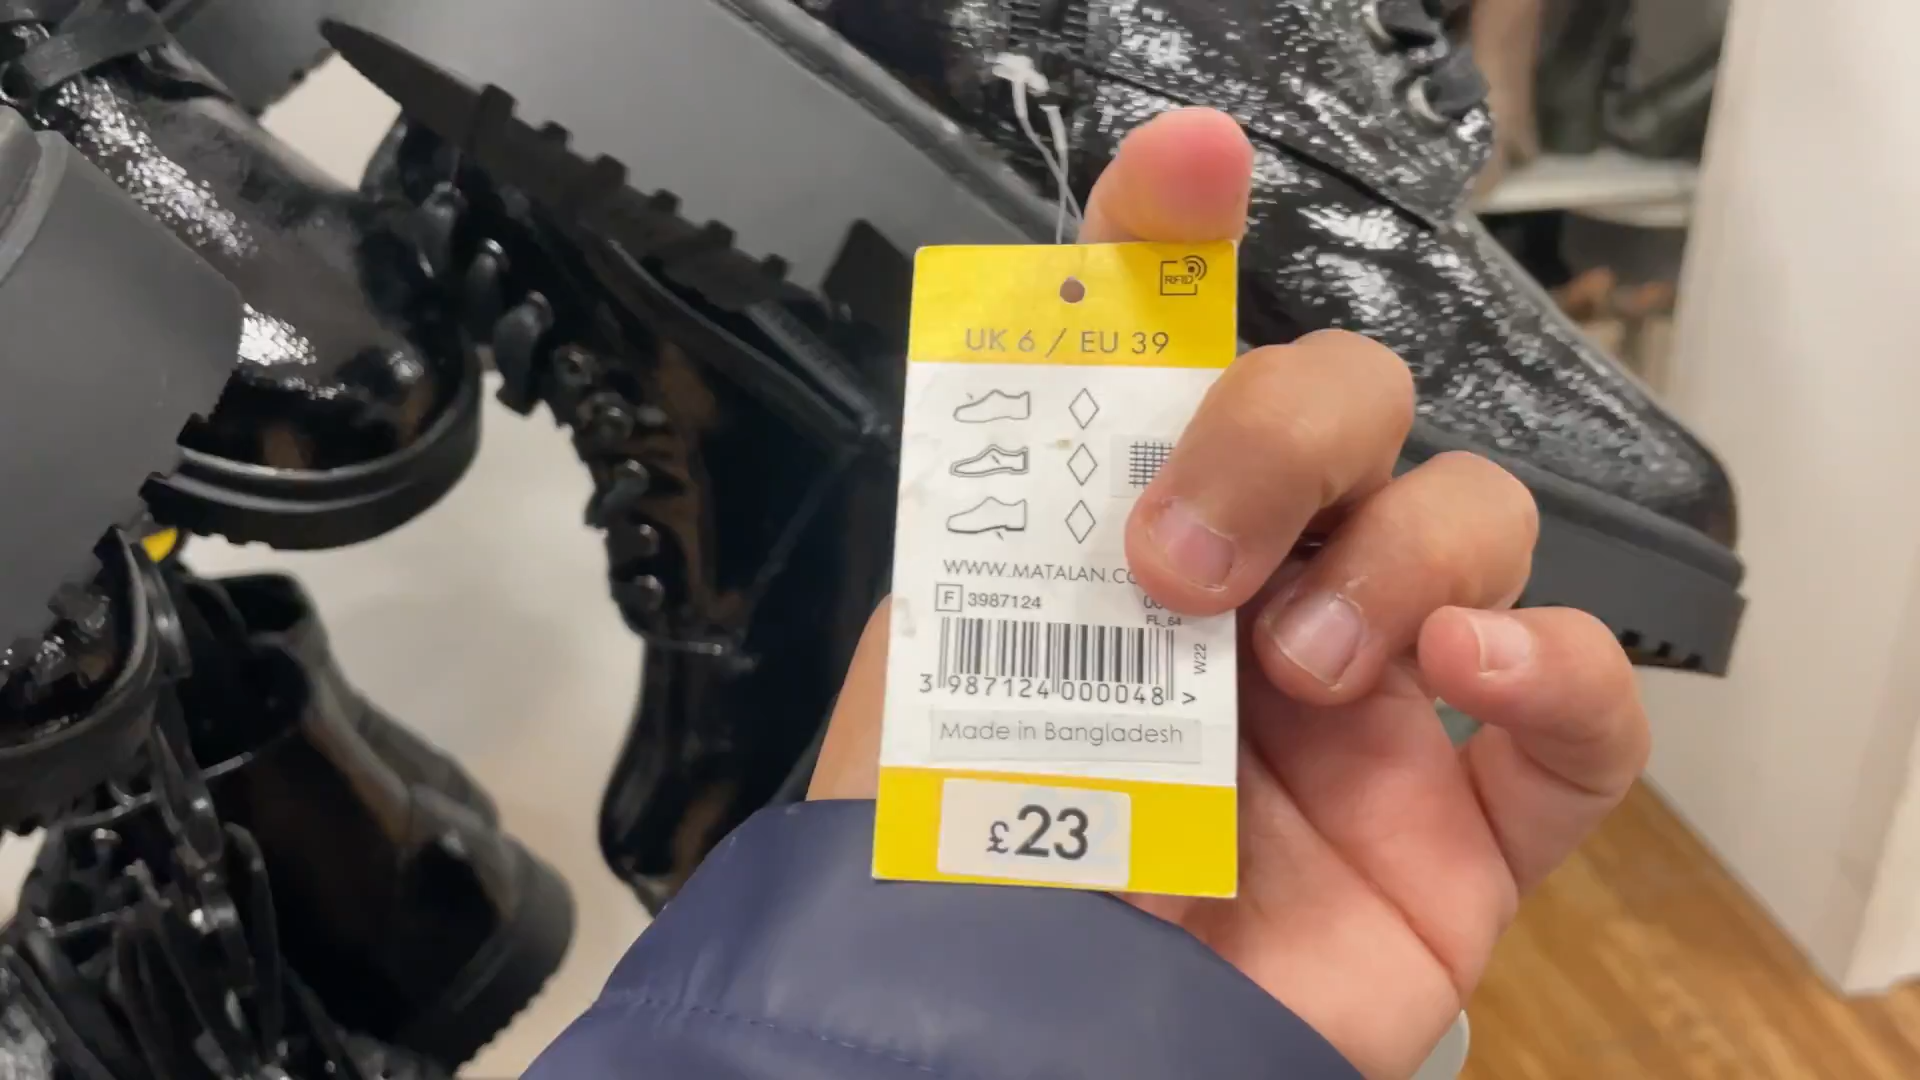 RFID
UK 6 / EU 39
WWW.MATALAN.CO
F 3987124
FL_64
W22
3 987124 000048 >
Made in Bangladesh
£23